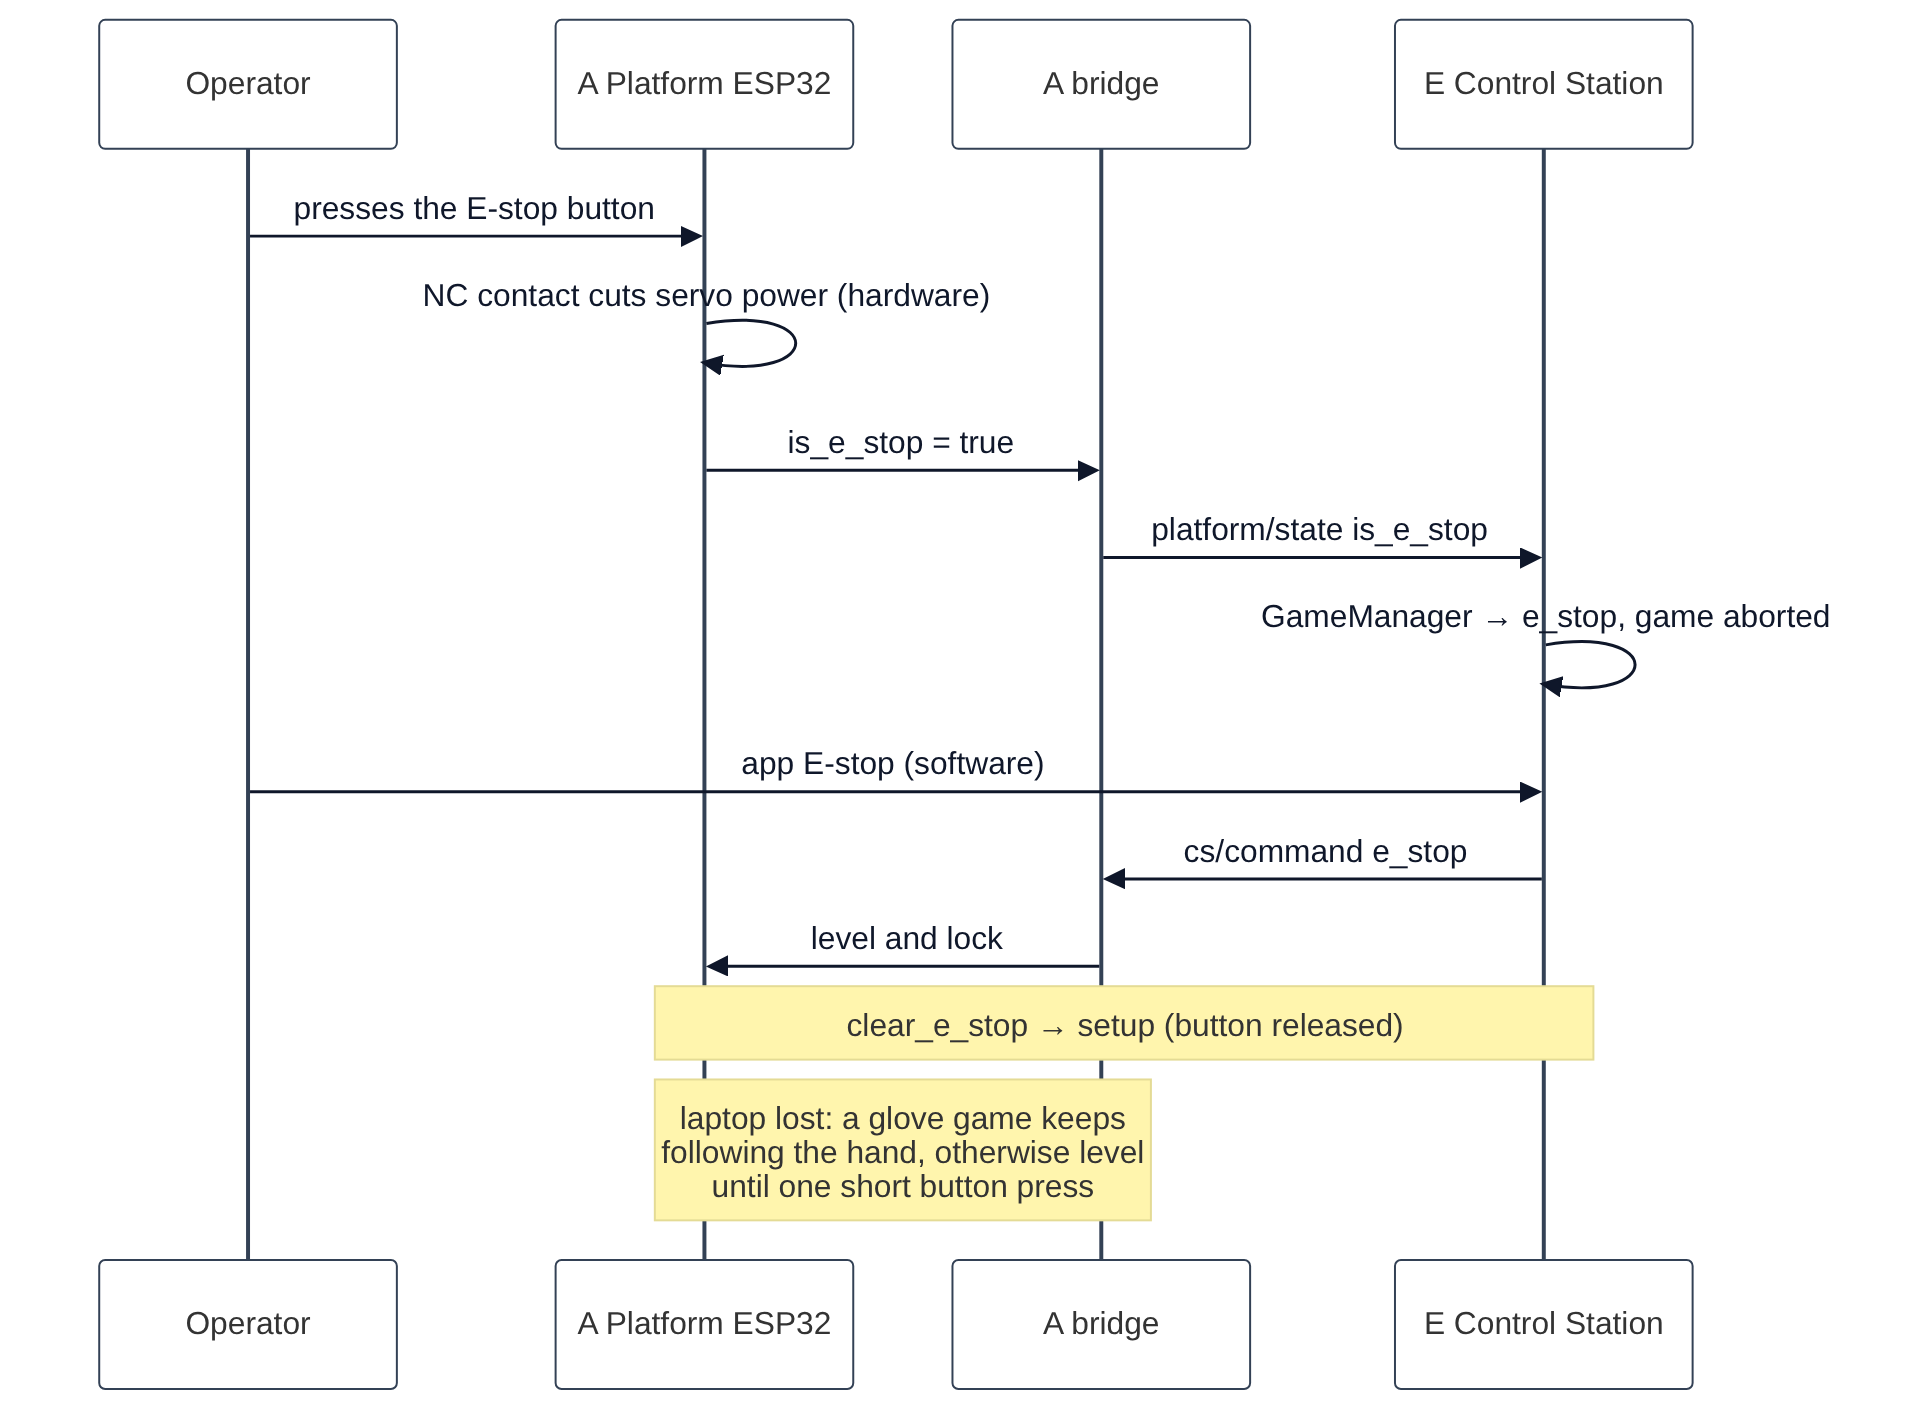 Operator
A Platform ESP32
A bridge
E Control Station
presses the E-stop button
NC contact cuts servo power (hardware)
is_e_stop = true
platform/state is_e_stop
GameManager → e_stop, game aborted
app E-stop (software)
cs/command e_stop
level and lock
clear_e_stop → setup (button released)
laptop lost: a glove game keeps
following the hand, otherwise level
until one short button press
Operator
A Platform ESP32
A bridge
E Control Station